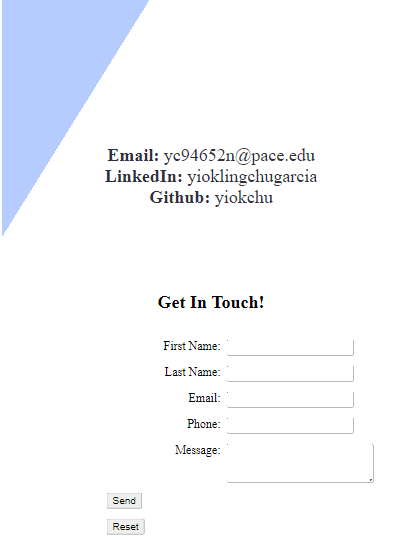 Email: yc94652n@pace.edu
LinkedIn: yioklingchugarcia
Github: yiokchu
Get In Touch!
First Name:
Last Name:
Email:
Phone:
Message:
Send
Reset